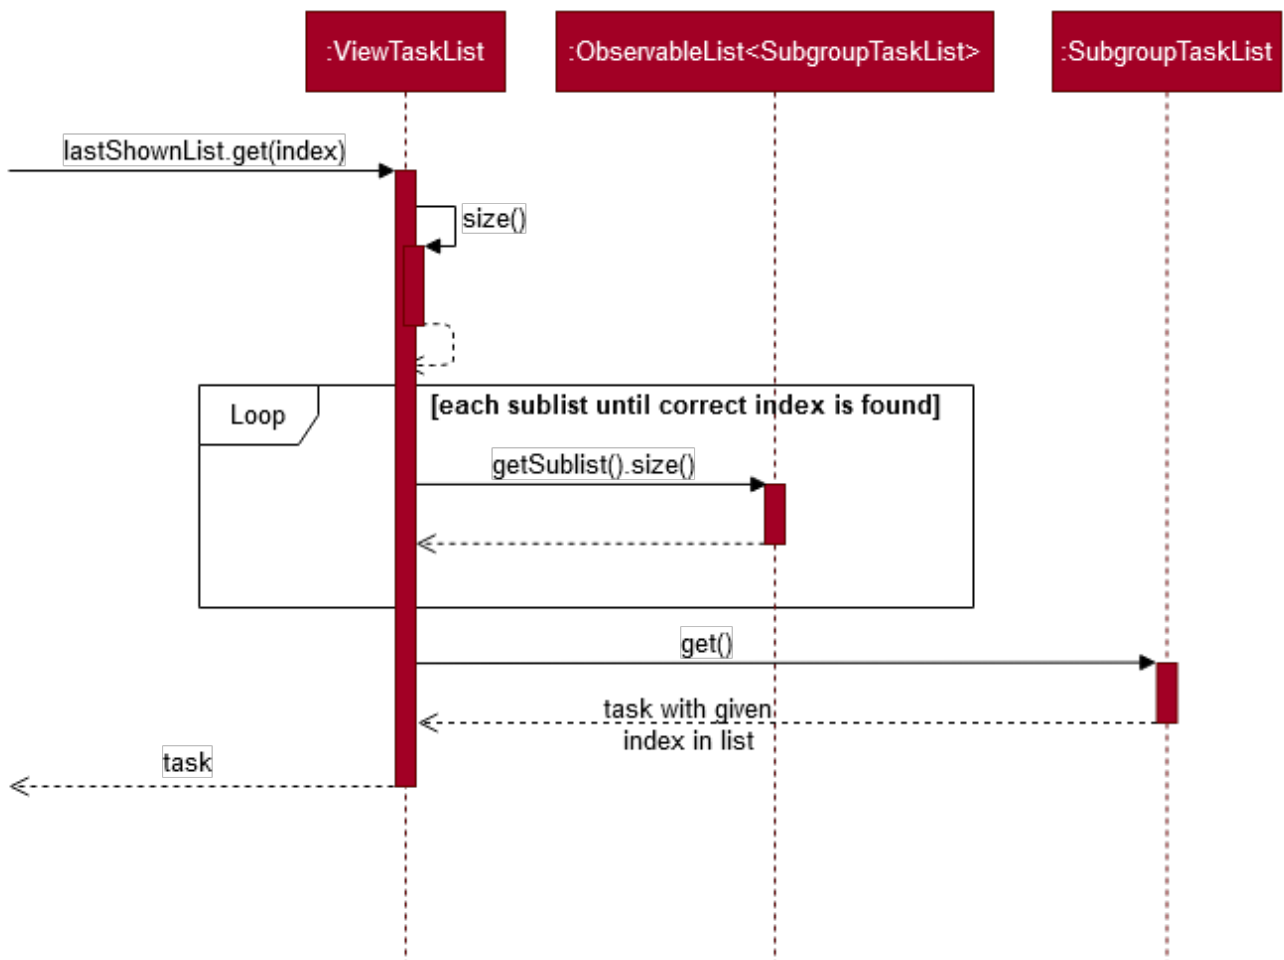 :ViewTaskList
:ObservableList<SubgroupTaskList>
:SubgroupTaskList
lastShownList.get(index)
size()
Loop
[each sublist until correct index is found]
getSublist().size()
get()
task with given
index in list
task